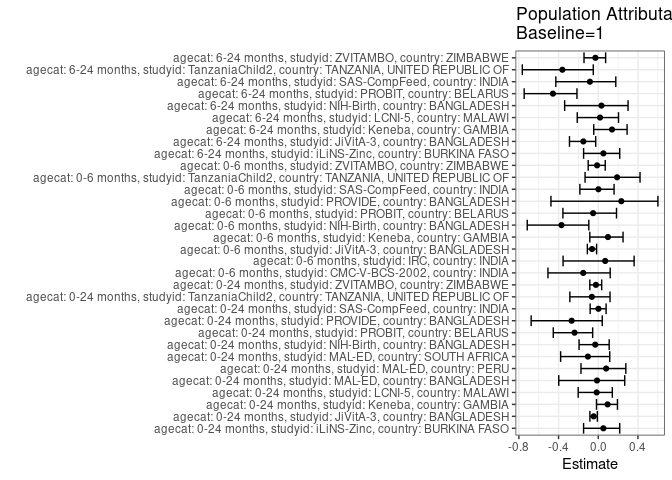 Population Attributa
Baseline=1
agecat: 6-24 months, studyid: ZVITAMBO, country: ZIMBABWE
agecat: 6-24 months, studyid: TanzaniaChild2, country: TANZANIA, UNITED REPUBLIC OF
agecat: 6-24 months, studyid: SAS-CompFeed, country: INDIA
agecat: 6-24 months, studyid: PROBIT, country: BELARUS
agecat: 6-24 months, studyid: NIH-Birth, country: BANGLADESH
agecat: 6-24 months, studyid: LCNI-5, country: MALAWI
agecat: 6-24 months, studyid: Keneba, country: GAMBIA
agecat: 6-24 months, studyid: JiVitA-3, country: BANGLADESH
agecat: 6-24 months, studyid: iLiNS-Zinc, country: BURKINA FASO
agecat: 0-6 months, studyid: ZVITAMBO, country: ZIMBABWE
agecat: 0-6 months, studyid: TanzaniaChild2, country: TANZANIA, UNITED REPUBLIC OF
agecat: 0-6 months, studyid: SAS-CompFeed, country: INDIA
agecat: 0-6 months, studyid: PROVIDE, country: BANGLADESH
agecat: 0-6 months, studyid: PROBIT, country: BELARUS
agecat: 0-6 months, studyid: NIH-Birth, country: BANGLADESH
agecat: 0-6 months, studyid: Keneba, country: GAMBIA
agecat: 0-6 months, studyid: JiVitA-3, country: BANGLADESH
agecat: 0-6 months, studyid: IRC, country: INDIA
agecat: 0-6 months, studyid: CMC-V-BCS-2002, country: INDIA
agecat: 0-24 months, studyid: ZVITAMBO, country: ZIMBABWE
agecat: 0-24 months, studyid: TanzaniaChild2, country: TANZANIA, UNITED REPUBLIC OF
agecat: 0-24 months, studyid: SAS-CompFeed, country: INDIA
agecat: 0-24 months, studyid: PROVIDE, country: BANGLADESH
agecat: 0-24 months, studyid: PROBIT, country: BELARUS
agecat: 0-24 months, studyid: NIH-Birth, country: BANGLADESH
agecat: 0-24 months, studyid: MAL-ED, country: SOUTH AFRICA
agecat: 0-24 months, studyid: MAL-ED, country: PERU
agecat: 0-24 months, studyid: MAL-ED, country: BANGLADESH
agecat: 0-24 months, studyid: LCNI-5, country: MALAWI
agecat: 0-24 months, studyid: Keneba, country: GAMBIA
agecat: 0-24 months, studyid: JiVitA-3, country: BANGLADESH
agecat: 0-24 months, studyid: iLiNS-Zinc, country: BURKINA FASO
-0.8 -0.4 0.0 0.4
Estimate